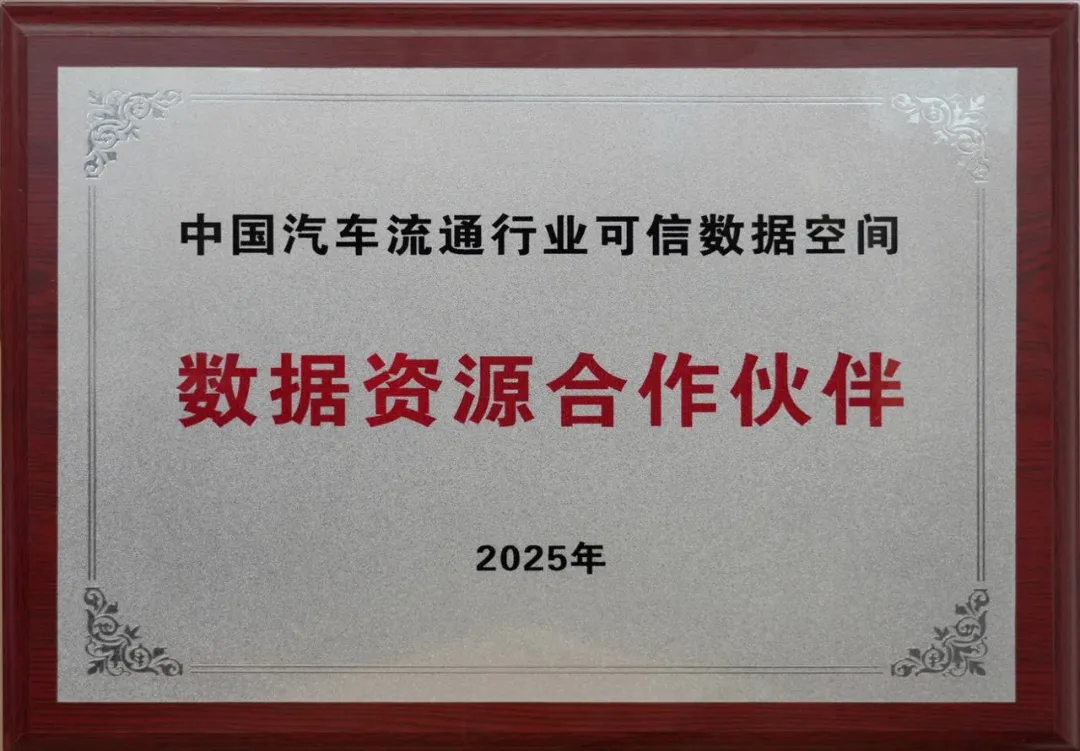 中国汽车流通行业可信数据空间
数据资源合作伙伴
2025年